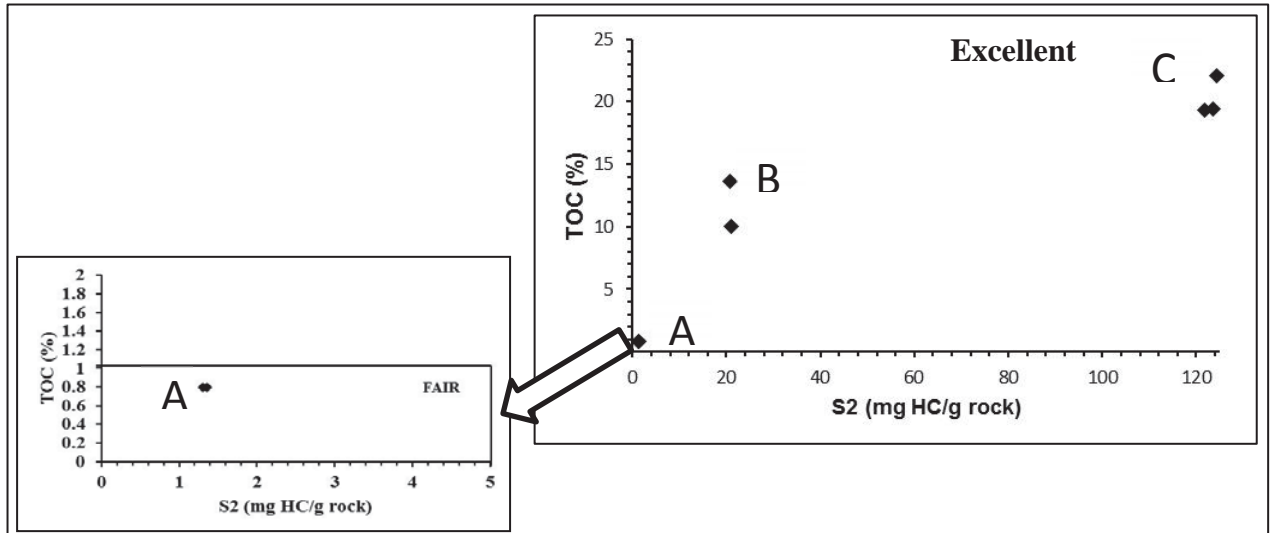 25
Excellent
C
20
15
B
TOC (%)
10
5
A
0 20 40 60 80 100 120
S2 (mg HC/g rock)
2
1.8
1.6
1.4
1.2
1
0.8
0.6
0.4
0.2
0
TOC (%)
A
FAIR
0 1 2 3 4 5
S2 (mg HC/g rock)